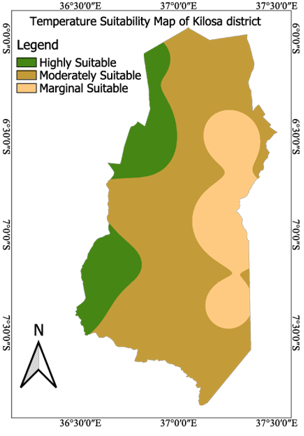 36°30'0"E 37°0'0"E 37°30'0"E
Temperature Suitability Map of Kilosa district
Legend
Highly Suitable
Moderately Suitable
Marginal Suitable
6°0'0"S 6°0'0"S
6°30'0"S 6°30'0"S
7°0'0"S 7°0'0"S
7°30'0"S 7°30'0"S
N
36°30'0"E 37°0'0"E 37°30'0"E